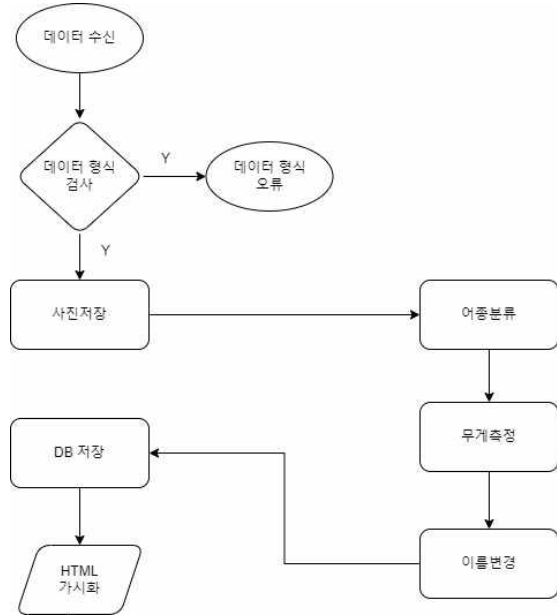 데이터 수신
데이터 형식
검사
Y
데이터 형식
오류
Y
사진저장
어종분류
무게측정
DB 저장
이름변경
HTML
가시화